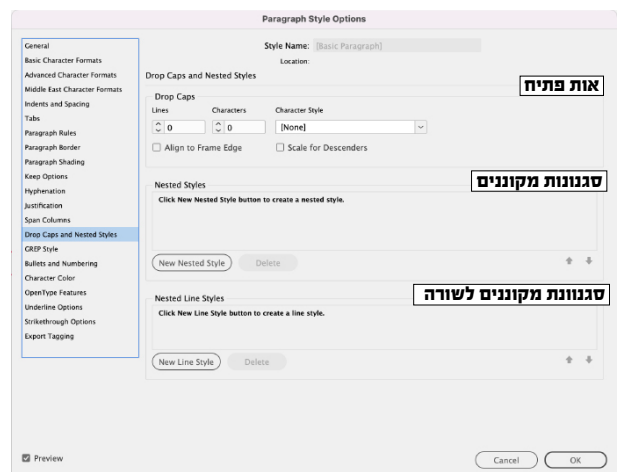 Paragraph Style Options
General
Basic Character Formats
Advanced Character Formats
Middle East Character Formats
Indents and Spacing
Tabs
Paragraph Rules
Paragraph Border
Paragraph Shading
Keep Options
Hyphenation
Justification
Span Columns
Drop Caps and Nested Styles
GREP Style
Bullets and Numbering
Character Color
OpenType Features
Underline Options
Strikethrough Options
Export Tagging
Style Name: [Basic Paragraph]
Location:
Drop Caps and Nested Styles
אות פתיח
Drop Caps
Lines Characters Character Style
0 0 [None]
Align to Frame Edge Scale for Descenders
סגנונות מקוננים
Nested Styles
Click New Nested Style button to create a nested style.
New Nested Style Delete
סגנוונת מקוננים לשורה
Nested Line Styles
Click New Line Style button to create a line style.
New Line Style Delete
Preview
Cancel OK